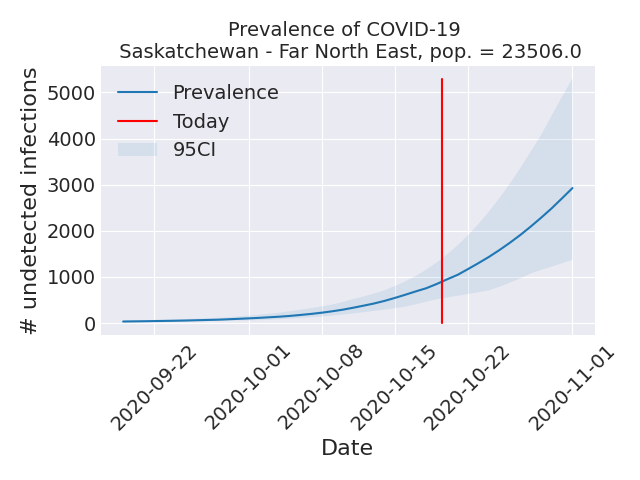 Prevalence of COVID-19
Saskatchewan - Far North East, pop. = 23506.0
# undetected infections
5000
4000
3000
2000
1000
0
Prevalence
Today
95CI
2020-09-22
2020-10-01
2020-10-08
2020-10-15
2020-10-22
2020-11-01
Date